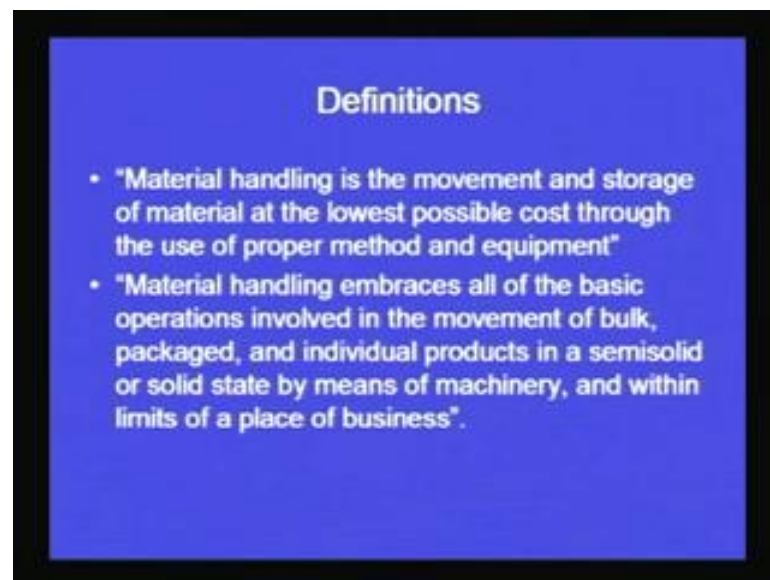 Definitions
• "Material handling is the movement and storage
of material at the lowest possible cost through
the use of proper method and equipment"
• "Material handling embraces all of the basic
operations involved in the movement of bulk,
packaged, and individual products in a semisolid
or solid state by means of machinery, and within
limits of a place of business".